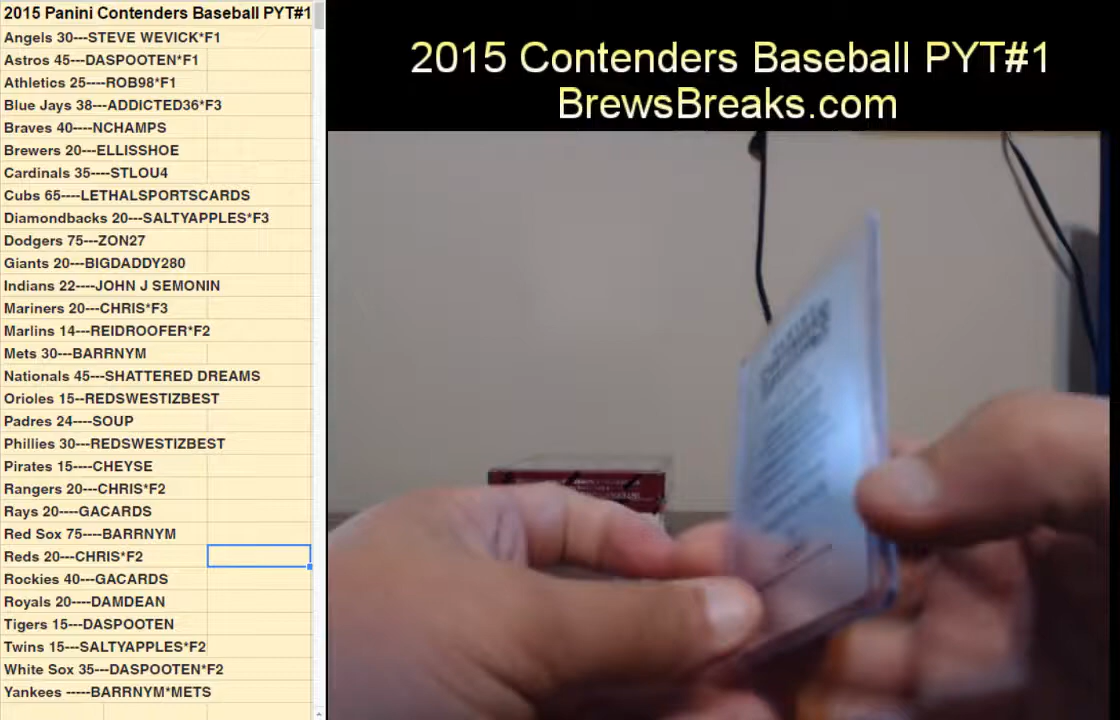 2015 Panini Contenders Baseball PYT#1
Angels 30---STEVE WEVICK*F1
Astros 45---DASPOOTEN*F1
Athletics 25----ROB98*F1
Blue Jays 38---ADDICTED36*F3
Braves 40----NCHAMPS
Brewers 20---ELLISSHOE
Cardinals 35----STLOU4
Cubs 65----LETHALSPORTSCARDS
Diamondbacks 20---SALTYAPPLES*F3
Dodgers 75---ZON27
Giants 20---BIGDADDY280
Indians 22----JOHN J SEMONIN
Mariners 20---CHRIS*F3
Marlins 14---REIDROOFER*F2
Mets 30---BARRNYM
Nationals 45---SHATTERED DREAMS
Orioles 15--REDSWESTIZBEST
Padres 24----SOUP
Phillies 30---REDSWESTIZBEST
Pirates 15----CHEYSE
Rangers 20---CHRIS*F2
Rays 20----GACARDS
Red Sox 75----BARRNYM
Reds 20---CHRIS*F2
Rockies 40---GACARDS
Royals 20----DAMDEAN
Tigers 15----DASPOOTEN
Twins 15---SALTYAPPLES*F2
White Sox 35---DASPOOTEN*F2
Yankees -----BARRNYM*METS
2015 Contenders Baseball PYT#1
BrewsBreaks.com